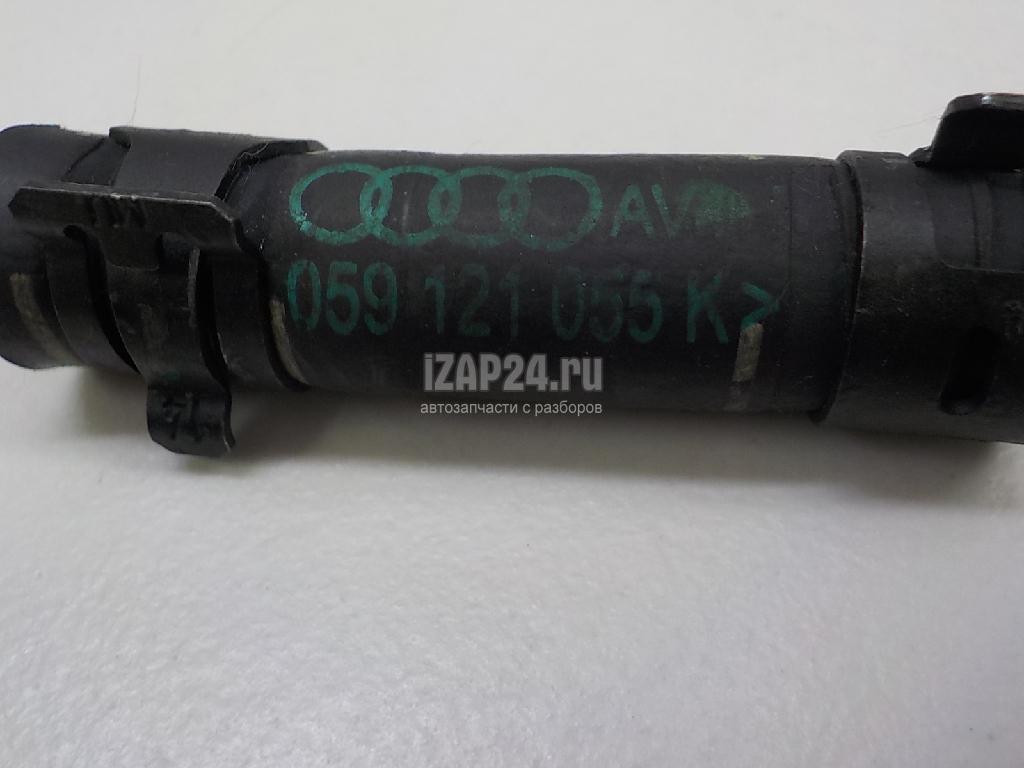 AV
059 121 055 K>
iZAP24.ru
автозапчасти с разборов